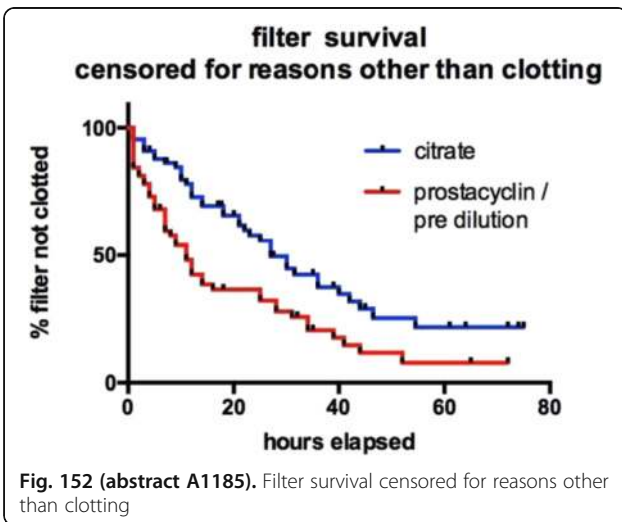 filter survival
censored for reasons other than clotting
100
50
0
% filter not clotted
citrate
prostacyclin /
pre dilution
0 20 40 60 80
hours elapsed
Fig. 152 (abstract A1185). Filter survival censored for reasons other
than clotting